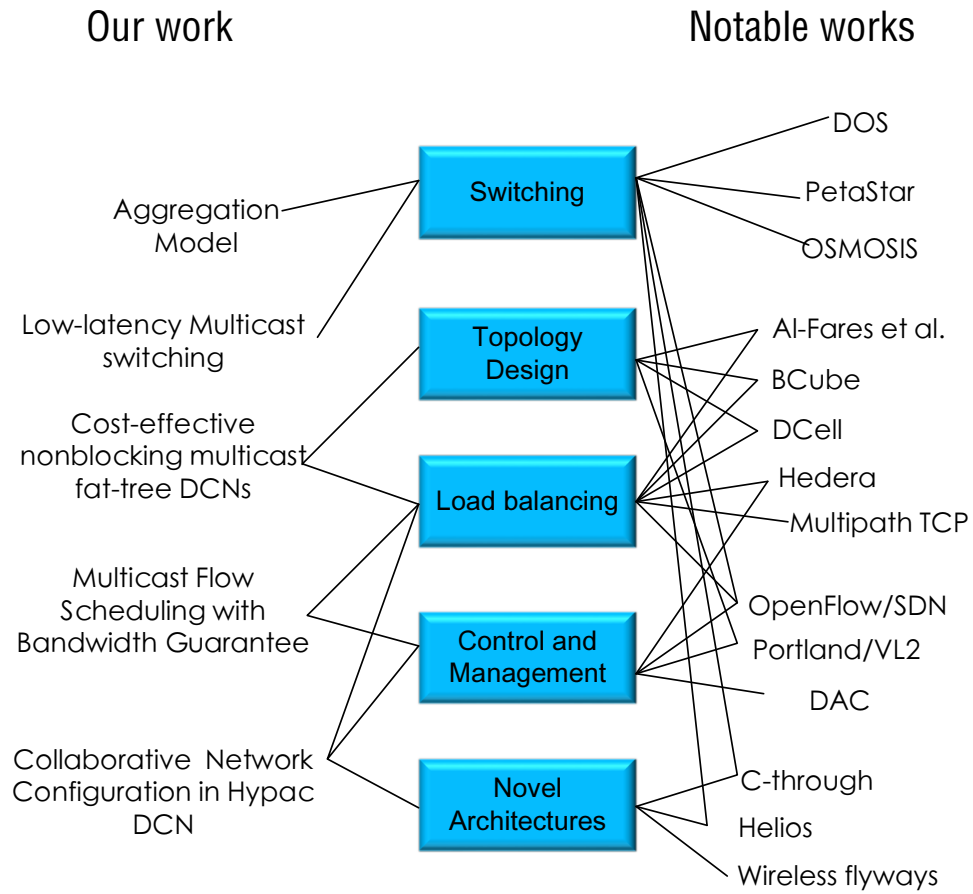 Our work
Notable works
Aggregation
Model
Low-latency Multicast
switching
Cost-effective
nonblocking multicast
fat-tree DCNs
Multicast Flow
Scheduling with
Bandwidth Guarantee
Collaborative Network
Configuration in Hypac
DCN
Switching
Topology
Design
Load balancing
Control and
Management
Novel
Architectures
DOS
PetaStar
OSMOSIS
Al-Fares et al.
BCube
DCell
Hedera
Multipath TCP
OpenFlow/SDN
Portland/VL2
DAC
C-through
Helios
Wireless flyways